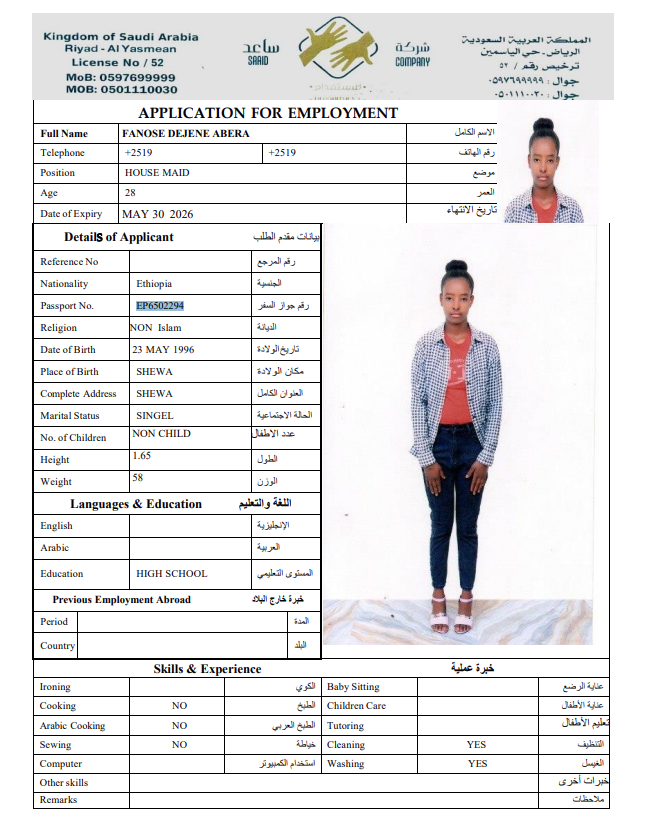 Kingdom of Saudi Arabia
Riyad - Al Yasmean
License No / 52
MoB: 0597699999
MOB: 0501110030
ساعد
SARID
شركة
COMPANY
للاستقدام
المملكة العربية السعودية
الرياض - حي الياسمين
ترخيص رقم / ٥٢
جوال : ٠٥٩٧٦٩٩٩٩٩
جوال : ٠٥٠١١١٠٠٣٠
APPLICATION FOR EMPLOYMENT
Full Name FANOSE DEJENE ABERA الاسم الكامل
Telephone +2519 +2519 رقم الهاتف
Position HOUSE MAID موضع
Age 28 العمر
Date of Expiry MAY 30 2026 تاريخ الانتهاء
Details of Applicant بيانات مقدم الطلب
Reference No رقم المرجع
Nationality Ethiopia الجنسية
Passport No. EP6502294 رقم جواز السفر
Religion NON Islam الديانة
Date of Birth 23 MAY 1996 تاريخ الولادة
Place of Birth SHEWA مكان الولادة
Complete Address SHEWA العنوان الكامل
Marital Status SINGEL الحالة الاجتماعية
No. of Children NON CHILD عدد الاطفال
Height 1.65 الطول
Weight 58 الوزن
Languages & Education اللغة والتعليم
English الإنجليزية
Arabic العربية
Education HIGH SCHOOL المستوى التعليمي
Previous Employment Abroad خبرة خارج البلاد
Period المدة
Country البلد
Skills & Experience خبرة عملية
Ironing الكوي Baby Sitting عناية الرضع
Cooking NO الطبخ Children Care عناية الأطفال
Arabic Cooking NO الطبخ العربي Tutoring تعليم الأطفال
Sewing NO خياطة Cleaning YES التنظيف
Computer استخدام الكمبيوتر Washing YES الغسيل
Other skills خبرات أخرى
Remarks ملاحظات